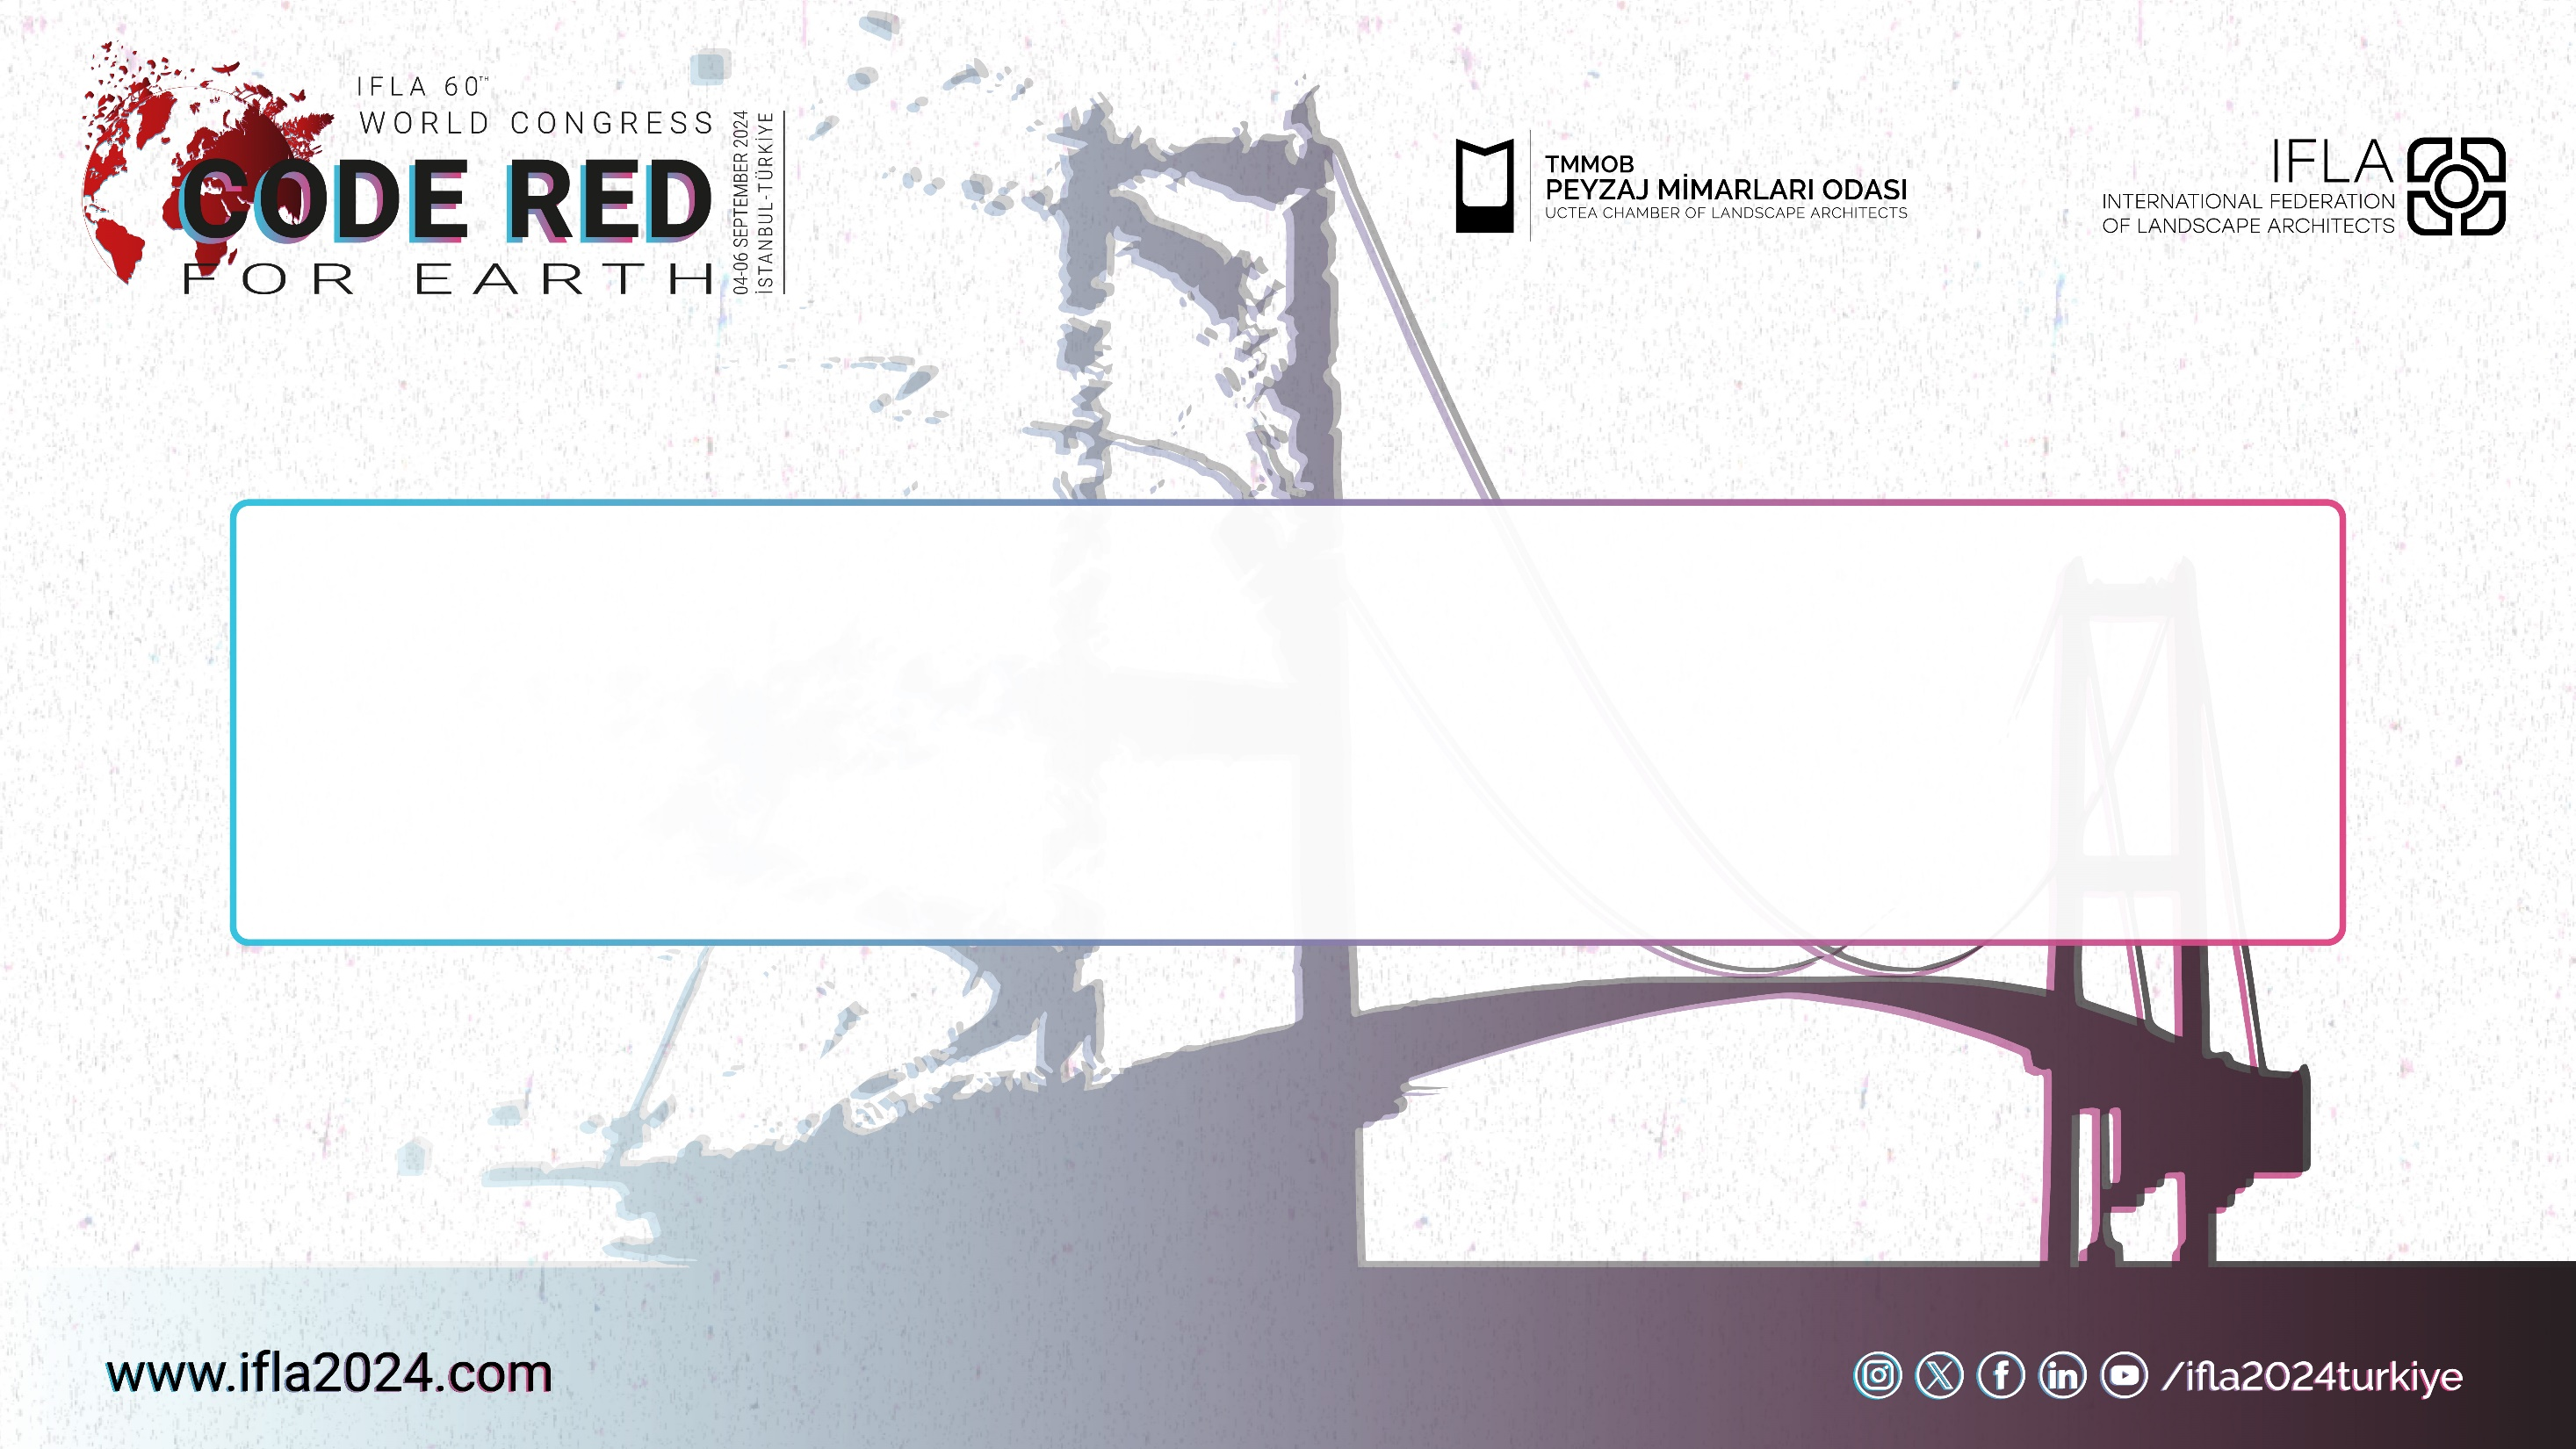 IFLA 60TH
WORLD CONGRESS
CODE RED
FOR EARTH
04-06 SEPTEMBER 2024
İSTANBUL-TÜRKİYE
TMMOB
PEYZAJ MİMARLARI ODASI
UCTEA CHAMBER OF LANDSCAPE ARCHITECTS
IFLA
INTERNATIONAL FEDERATION
OF LANDSCAPE ARCHITECTS
www.ifla2024.com
/ifla2024turkiye